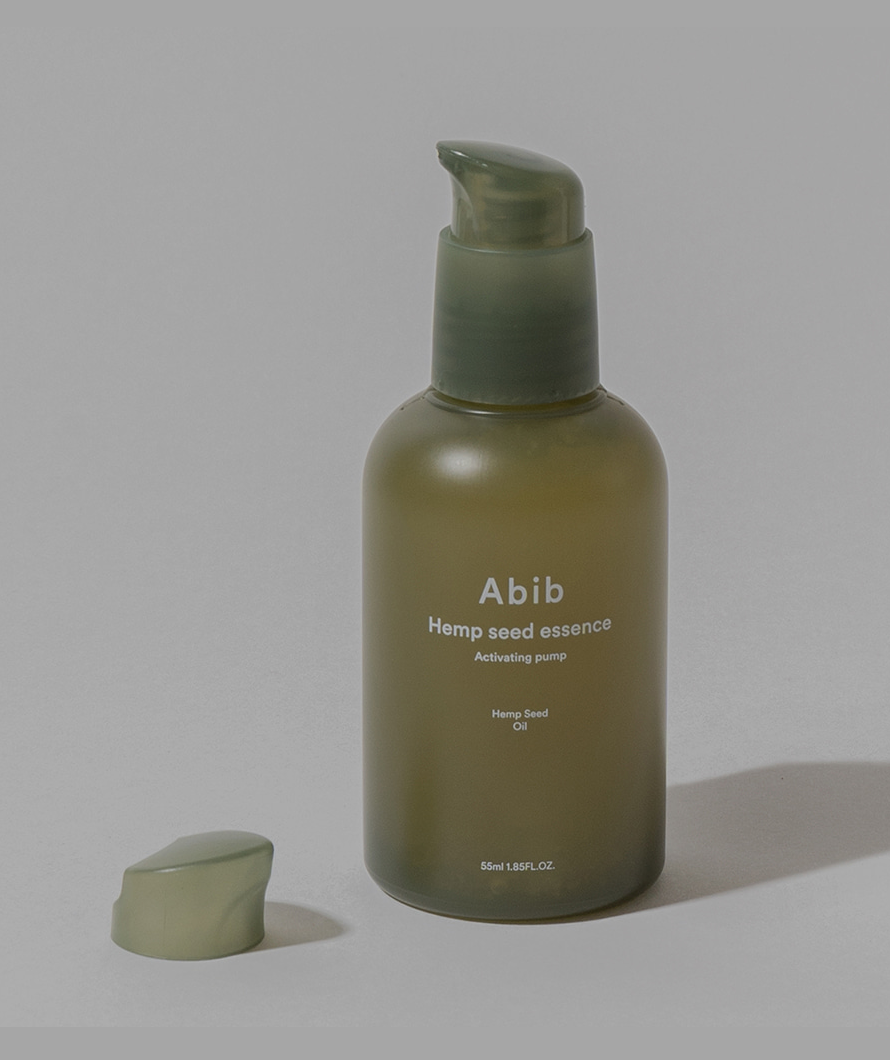 Abib
Hemp seed essence
Activating pump
Hemp Seed
Oil
55ml 1.85FL.OZ.